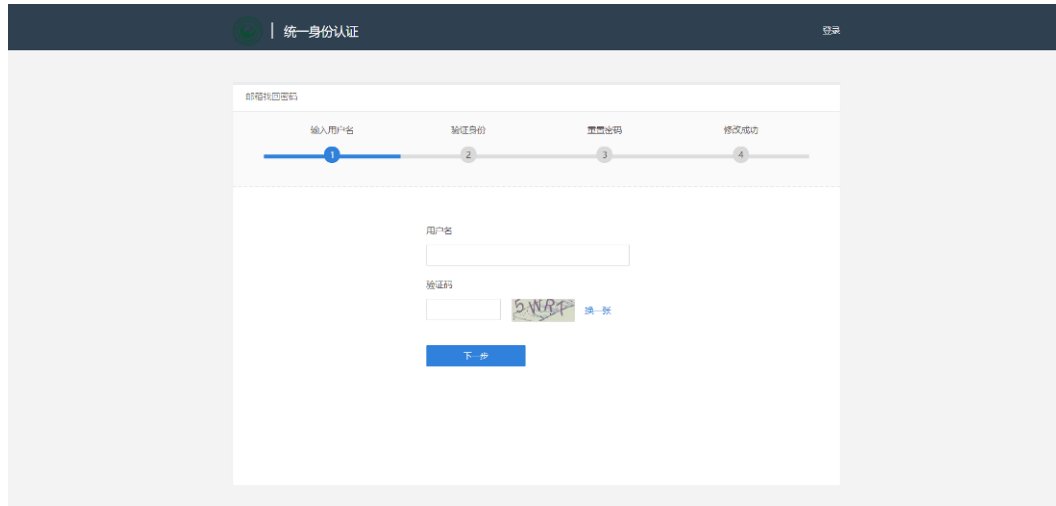 统一身份认证
登录
邮箱找回密码
输入用户名 验证身份 重置密码 修改成功
1 2 3 4
用户名
验证码
5WRT 换一张
下一步